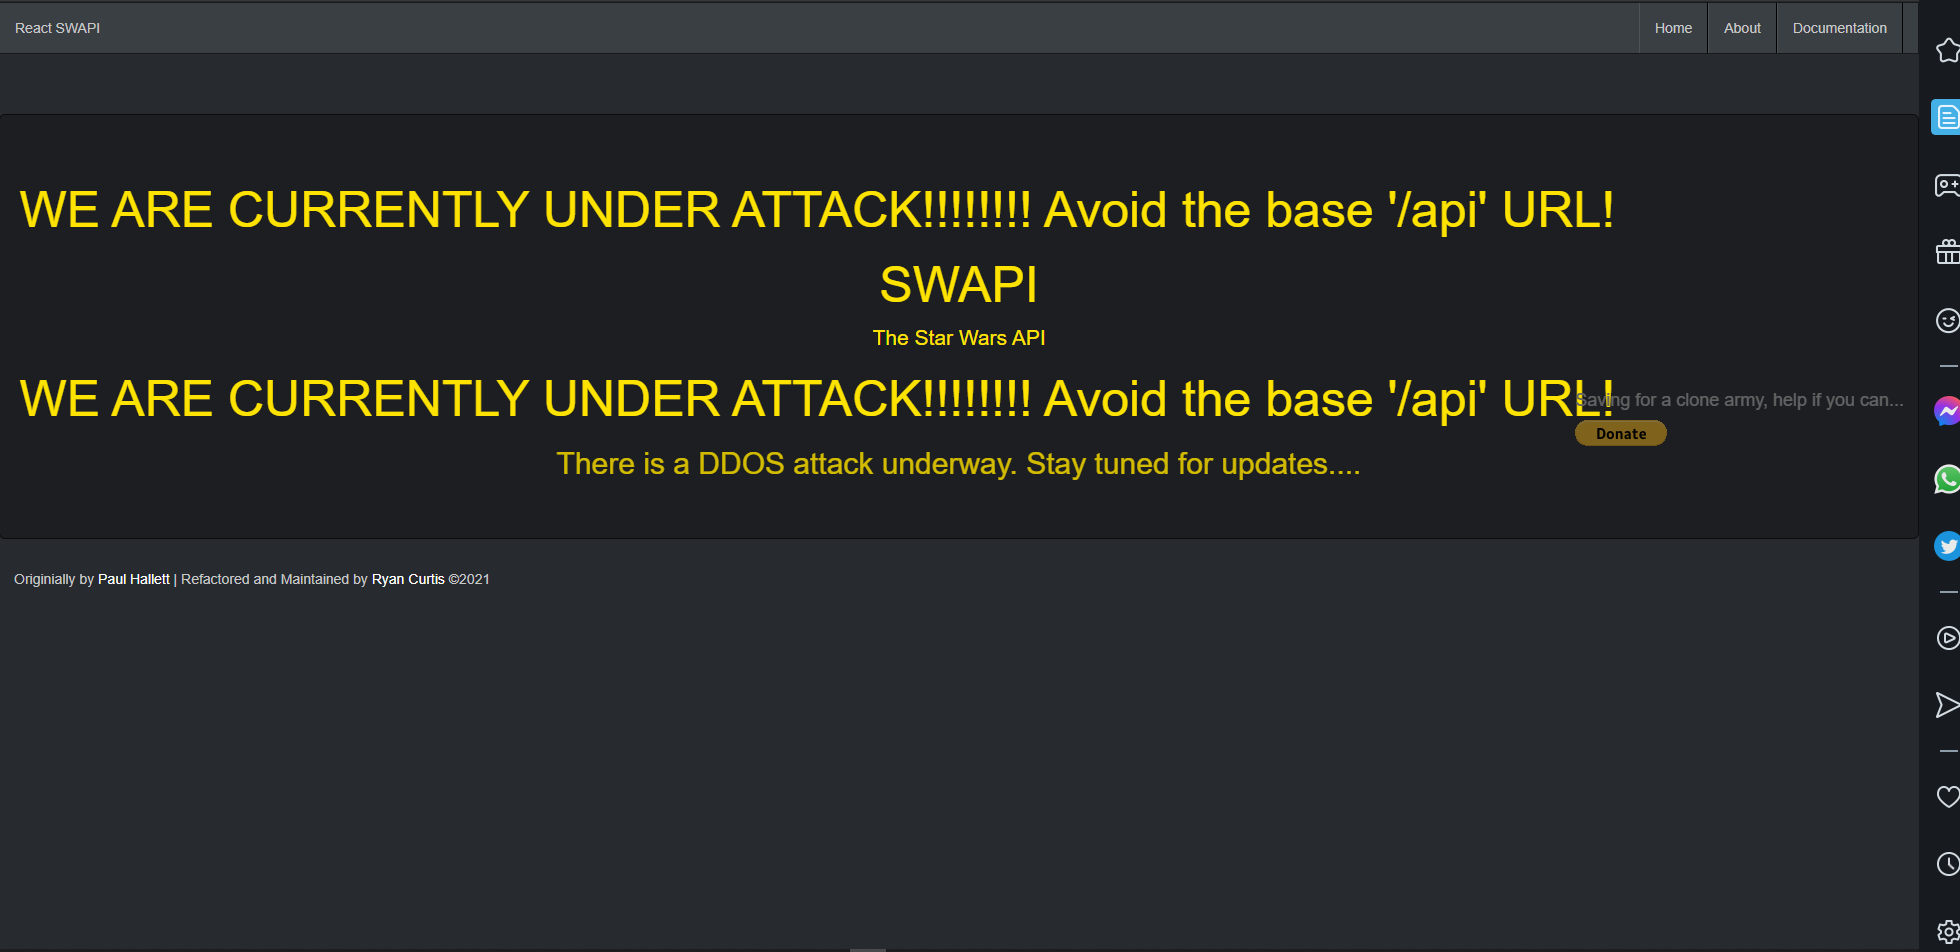 React SWAPI
Home
About
Documentation
WE ARE CURRENTLY UNDER ATTACK!!!!!!!! Avoid the base '/api' URL!
SWAPI
The Star Wars API
WE ARE CURRENTLY UNDER ATTACK!!!!!!!! Avoid the base '/api' URL!
Saving for a clone army, help if you can...
Donate
There is a DDOS attack underway. Stay tuned for updates....
Originially by Paul Hallett | Refactored and Maintained by Ryan Curtis ©2021